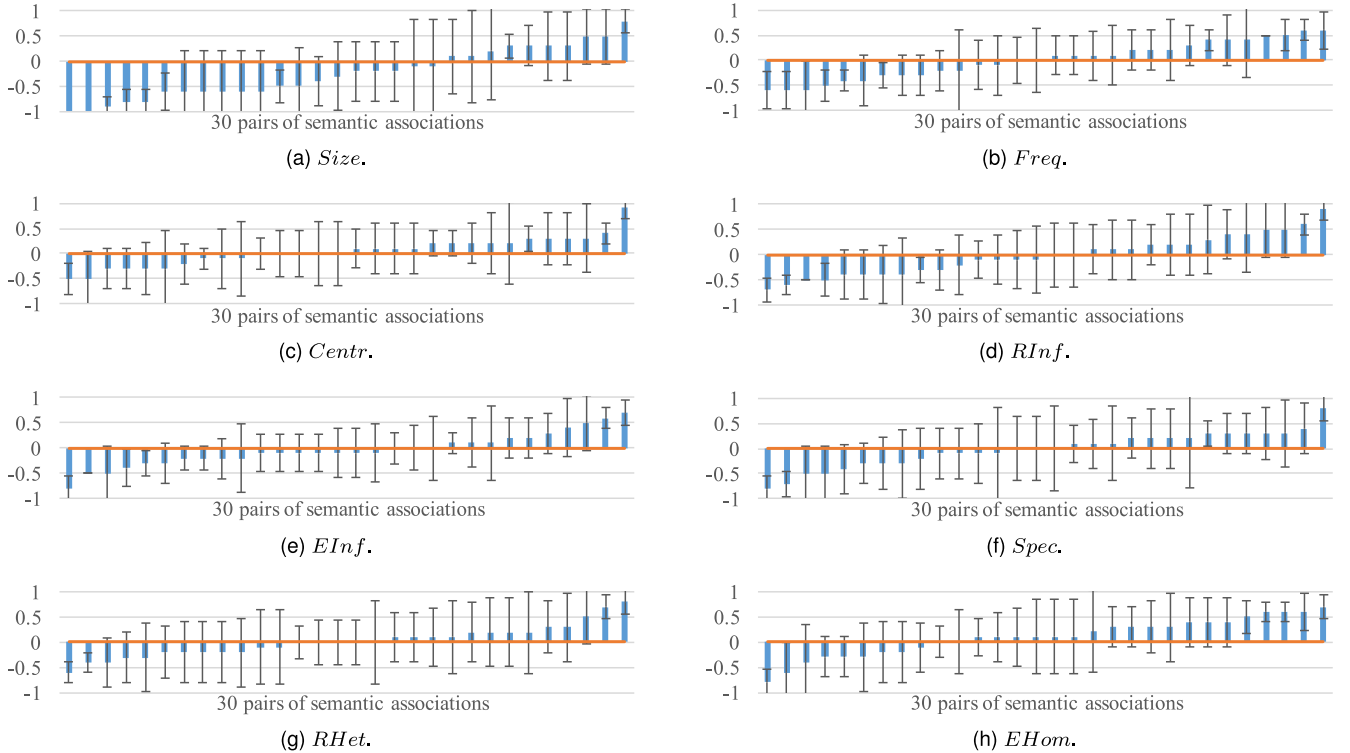 1
0.5
0
-0.5
-1
30 pairs of semantic associations
(a) Size.
1
0.5
0
-0.5
-1
30 pairs of semantic associations
(b) Freq.
1
0.5
0
-0.5
-1
30 pairs of semantic associations
(c) Centr.
1
0.5
0
-0.5
-1
30 pairs of semantic associations
(d) RInf.
1
0.5
0
-0.5
-1
30 pairs of semantic associations
(e) EInf.
1
0.5
0
-0.5
-1
30 pairs of semantic associations
(f) Spec.
1
0.5
0
-0.5
-1
30 pairs of semantic associations
(g) RHet.
1
0.5
0
-0.5
-1
30 pairs of semantic associations
(h) EHom.